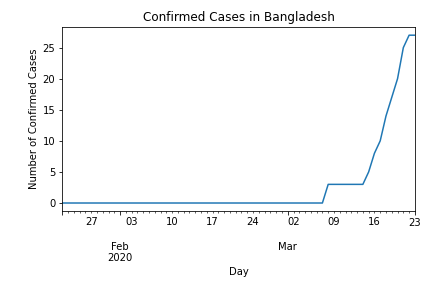 Confirmed Cases in Bangladesh
Number of Confirmed Cases
25
20
15
10
5
0
27 03 10 17 24 02 09 16 23
Feb Mar
2020
Day